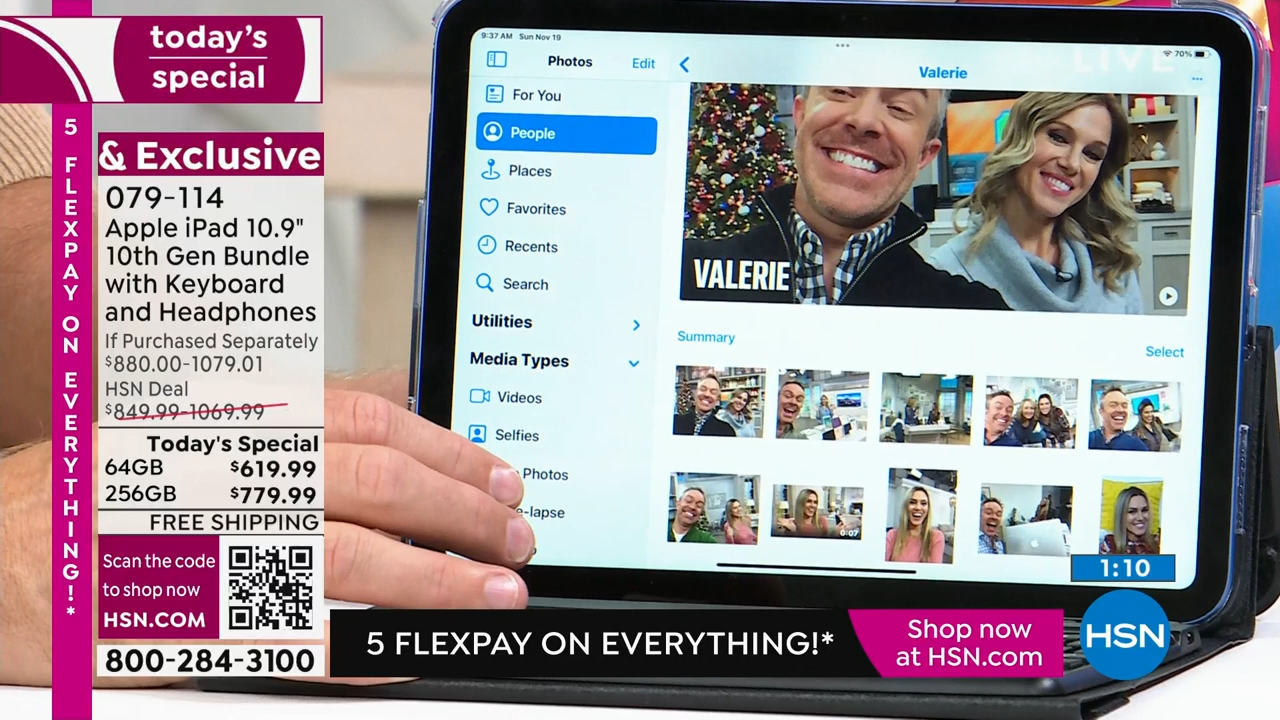 today's
special
5 FLEXPAY ON EVERYTHING!*
& Exclusive
079-114
Apple iPad 10.9"
10th Gen Bundle
with Keyboard
and Headphones
If Purchased Separately
$880.00-1079.01
HSN Deal
$849.99-1069.99
Today's Special
64GB $619.99
256GB $779.99
FREE SHIPPING
Scan the code
to shop now
HSN.COM
800-284-3100
9:37 AM Sun Nov 19
70%
LIVE
Photos
Edit
For You
People
Places
Favorites
Recents
Search
Utilities
Media Types
Videos
Selfies
Photos
e-lapse
Valerie
VALERIE
Summary
Select
0:07
1:10
5 FLEXPAY ON EVERYTHING!*
Shop now
at HSN.com
HSN